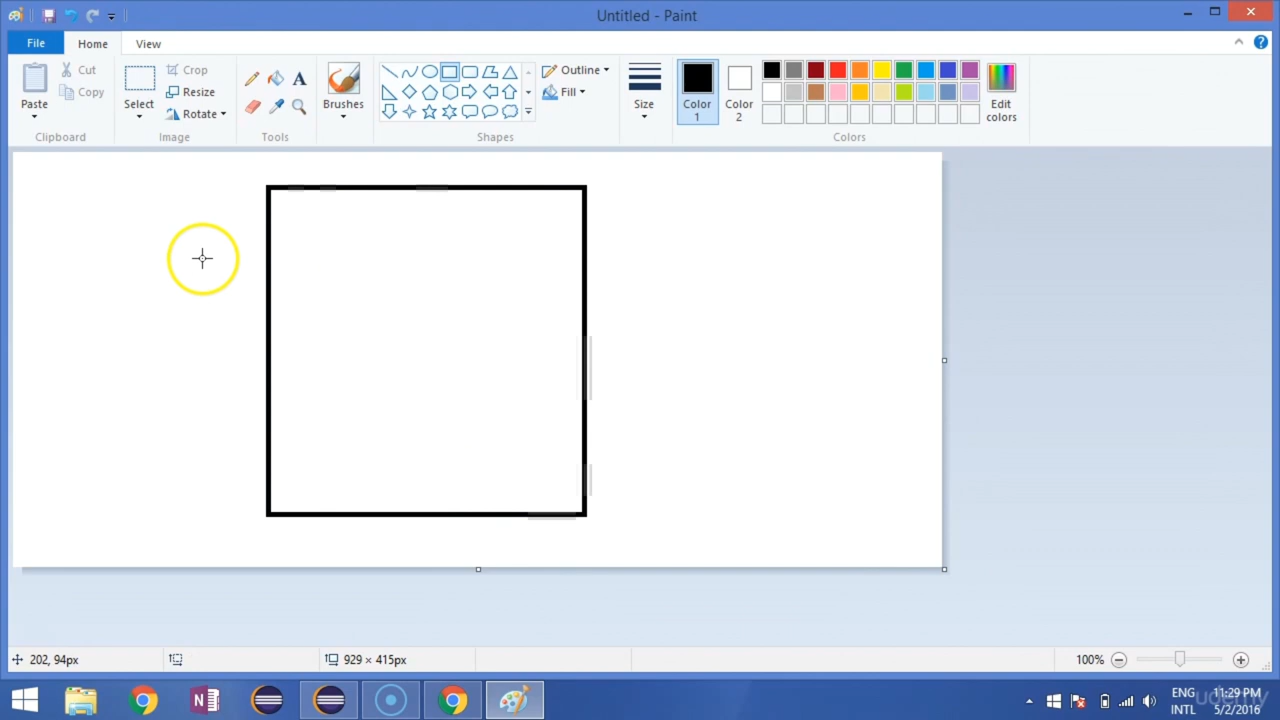 Untitled - Paint
File Home View
Paste
Cut
Copy
Clipboard
Select
Crop
Resize
Rotate
Image
Tools
Brushes
Outline
Fill
Shapes
Size
Color 1
Color 2
Edit colors
Colors
202, 94px
929 × 415px
100%
ENG 11:29 PM
INTL 5/2/2016
udemy